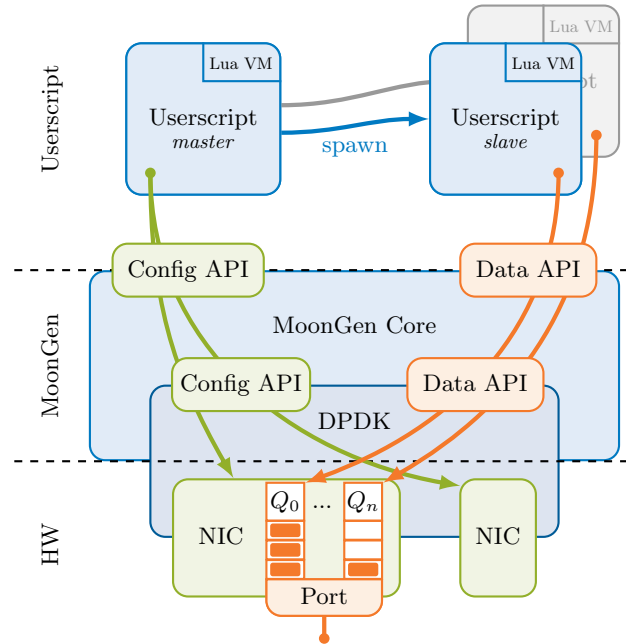 Lua VM
Lua VM
Lua VM
Userscript
master
Userscript
slave
pt
spawn
Userscript
Config API
Data API
MoonGen Core
MoonGen
Config API
Data API
DPDK
HW
NIC
Q0 ... Qn
NIC
Port